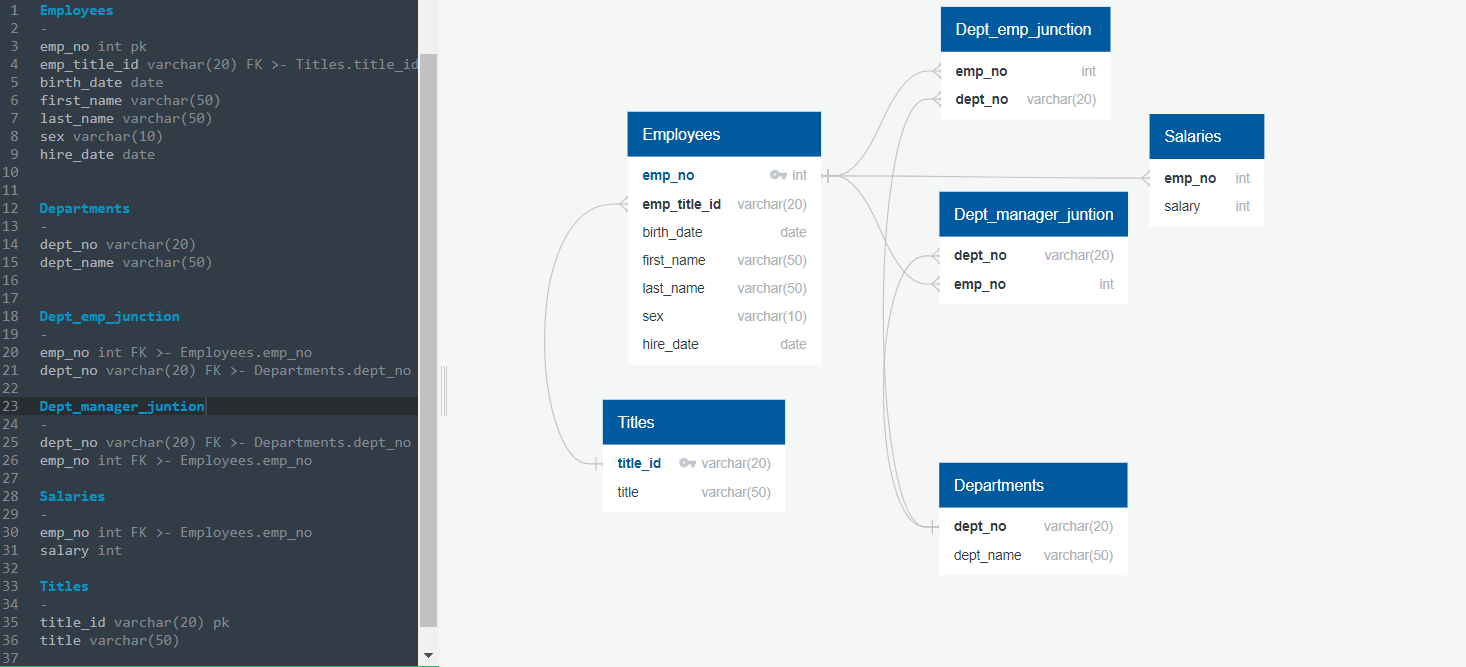 1 Employees
2 -
3 emp_no int pk
4 emp_title_id varchar(20) FK >- Titles.title_id
5 birth_date date
6 first_name varchar(50)
7 last_name varchar(50)
8 sex varchar(10)
9 hire_date date
10
11
12 Departments
13 -
14 dept_no varchar(20)
15 dept_name varchar(50)
16
17
18 Dept_emp_junction
19 -
20 emp_no int FK >- Employees.emp_no
21 dept_no varchar(20) FK >- Departments.dept_no
22
23 Dept_manager_juntion
24 -
25 dept_no varchar(20) FK >- Departments.dept_no
26 emp_no int FK >- Employees.emp_no
27
28 Salaries
29 -
30 emp_no int FK >- Employees.emp_no
31 salary int
32
33 Titles
34 -
35 title_id varchar(20) pk
36 title varchar(50)
37
Employees
emp_no int
emp_title_id varchar(20)
birth_date date
first_name varchar(50)
last_name varchar(50)
sex varchar(10)
hire_date date
Titles
title_id varchar(20)
title varchar(50)
Dept_emp_junction
emp_no int
dept_no varchar(20)
Dept_manager_juntion
dept_no varchar(20)
emp_no int
Departments
dept_no varchar(20)
dept_name varchar(50)
Salaries
emp_no int
salary int